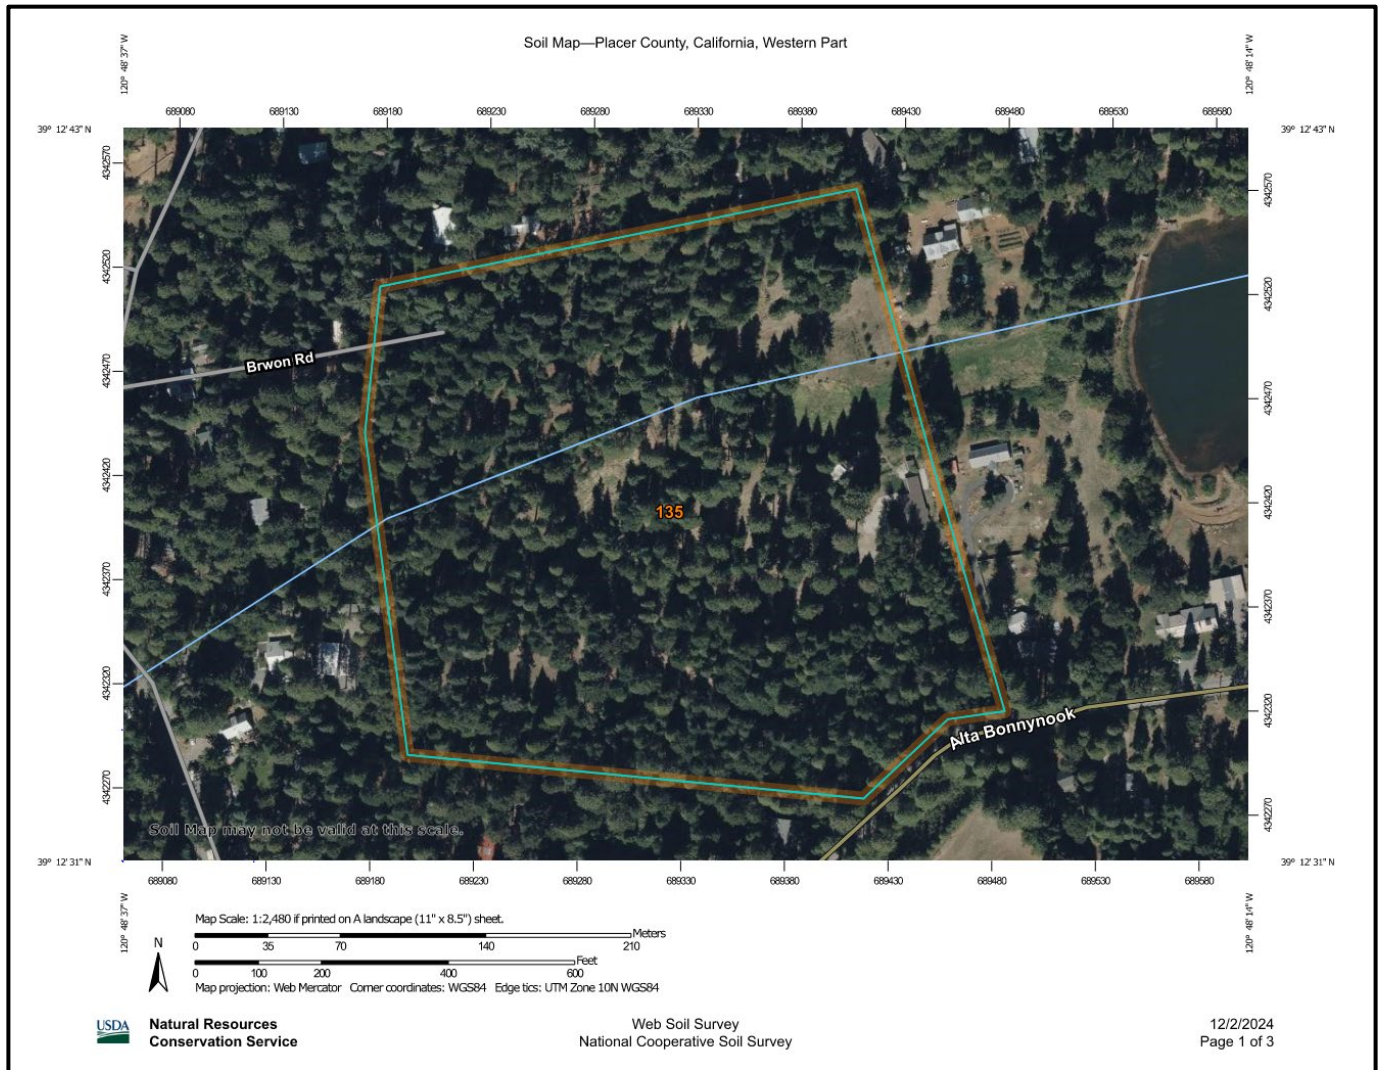 Soil Map—Placer County, California, Western Part
120° 48' 37" W
120° 48' 14" W
689080 689130 689180 689230 689280 689330 689380 689430 689480 689530 689580
39° 12' 43" N
39° 12' 43" N
4342570
4342570
4342520
4342520
Brwon Rd
4342470
4342470
4342420
4342420
135
4342370
4342370
4342320
4342320
Alta Bonnynook
4342270
4342270
Soil Map may not be valid at this scale.
39° 12' 31" N
39° 12' 31" N
689080 689130 689180 689230 689280 689330 689380 689430 689480 689530 689580
120° 48' 37" W
120° 48' 14" W
Map Scale: 1:2,480 if printed on A landscape (11" x 8.5") sheet.
N
Meters
0 35 70 140 210
Feet
0 100 200 400 600
Map projection: Web Mercator Corner coordinates: WGS84 Edge tics: UTM Zone 10N WGS84
USDA
Natural Resources
Conservation Service
Web Soil Survey
National Cooperative Soil Survey
12/2/2024
Page 1 of 3